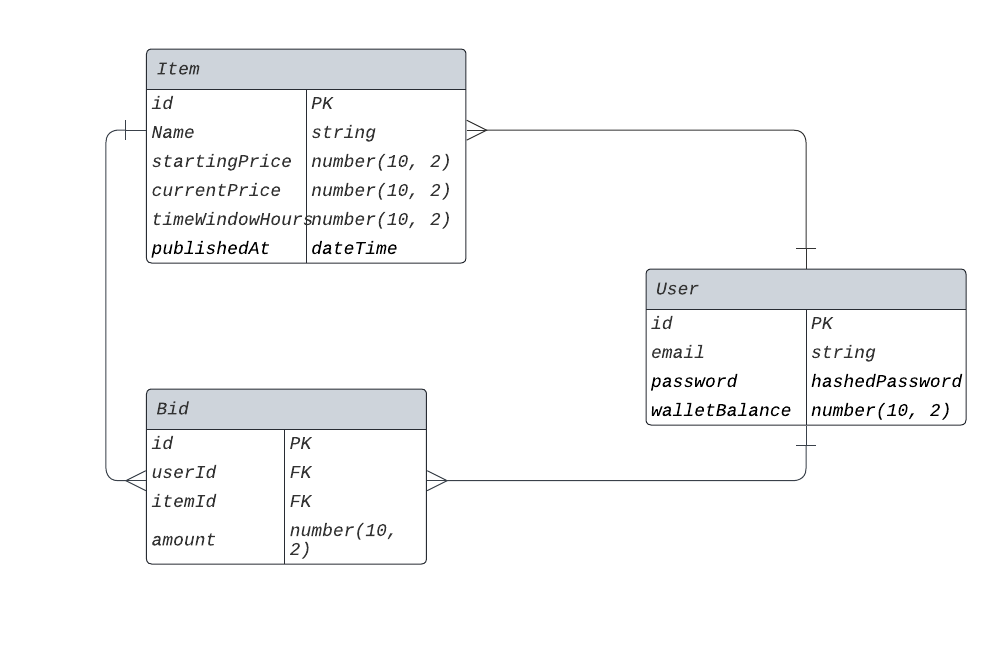 Item
id PK
Name string
startingPrice number(10, 2)
currentPrice number(10, 2)
timeWindowHours number(10, 2)
publishedAt dateTime
User
id PK
email string
password hashedPassword
walletBalance number(10, 2)
Bid
id PK
userId FK
itemId FK
amount number(10,
2)